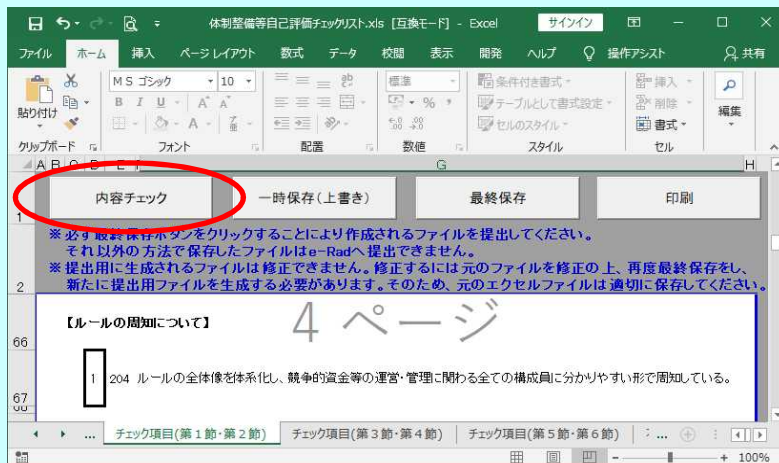 体制整備等自己評価チェックリスト.xls [互換モード] - Excel サインイン
ファイル ホーム 挿入 ページ レイアウト 数式 データ 校閲 表示 開発 ヘルプ 操作アシスト 共有
貼り付け MS ゴシック 10 標準 条件付き書式 挿入
B I U A A % , テーブルとして書式設定 削除 編集
A セルのスタイル 書式
クリップボード フォント 配置 数値 スタイル セル
A B C D E G H
1 内容チェック 一時保存(上書き) 最終保存 印刷
※必ず最終保存ボタンをクリックすることにより作成されるファイルを提出してください。
それ以外の方法で保存したファイルはe-Radへ提出できません。
※提出用に生成されるファイルは修正できません。修正するには元のファイルを修正の上、再度最終保存をし、
2 新たに提出用ファイルを生成する必要があります。そのため、元のエクセルファイルは適切に保存してください。
66 【ルールの周知について】 4 ページ
67 1 204 ルールの全体像を体系化し、競争的資金等の運営・管理に関わる全ての構成員に分かりやすい形で周知している。
... チェック項目(第1節・第2節) チェック項目(第3節・第4節) チェック項目(第5節・第6節) ...
100%